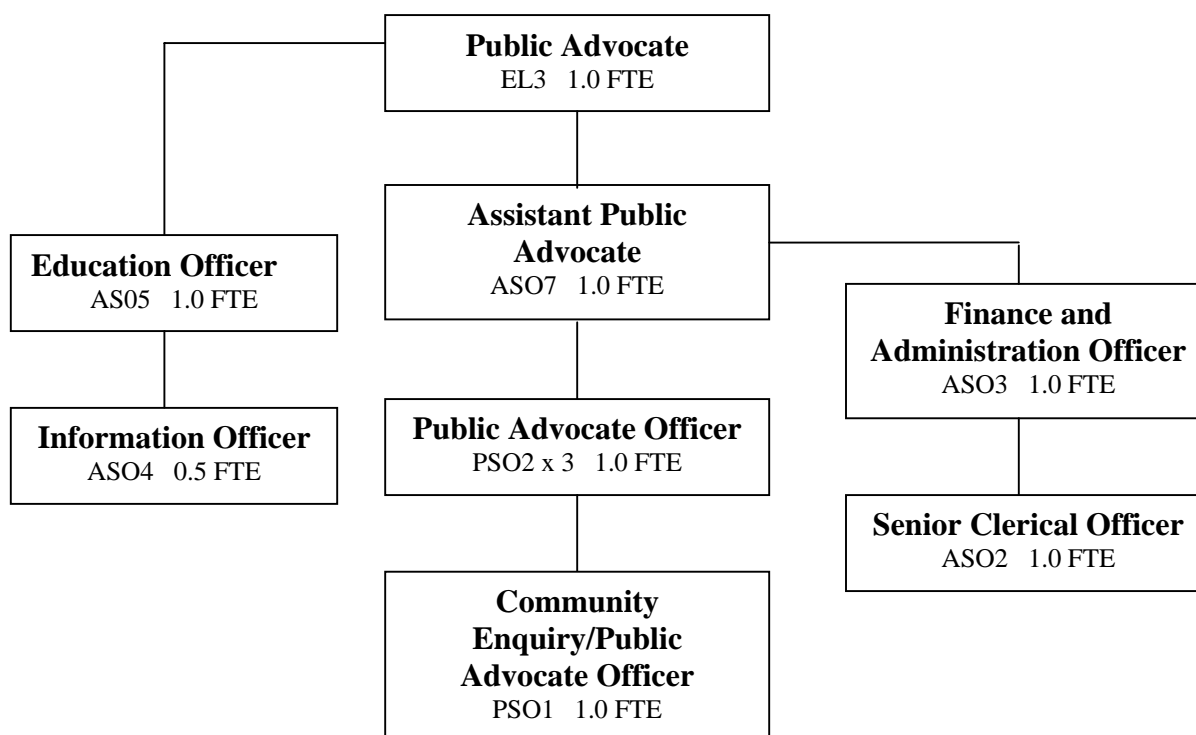 Public Advocate
EL3 1.0 FTE
Assistant Public
Advocate
ASO7 1.0 FTE
Education Officer
AS05 1.0 FTE
Finance and
Administration Officer
ASO3 1.0 FTE
Information Officer
ASO4 0.5 FTE
Public Advocate Officer
PSO2 x 3 1.0 FTE
Senior Clerical Officer
ASO2 1.0 FTE
Community
Enquiry/Public
Advocate Officer
PSO1 1.0 FTE